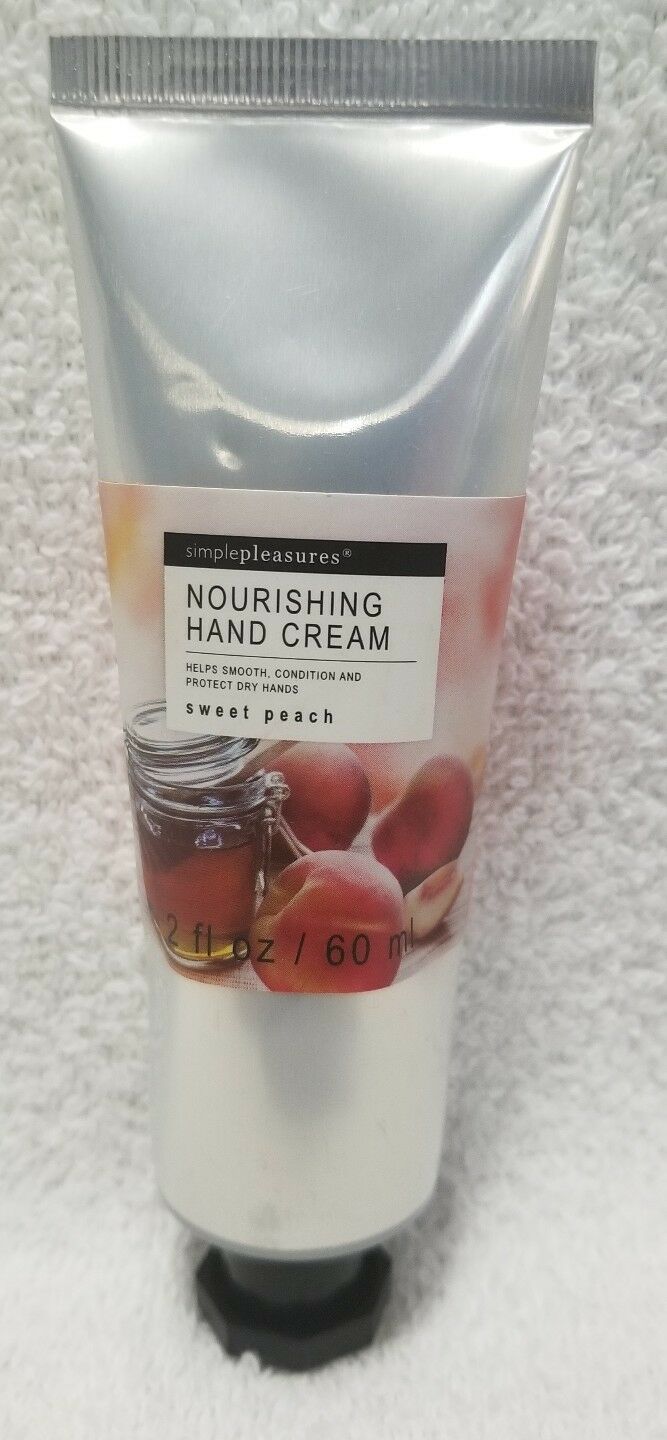 simplepleasures®
NOURISHING
HAND CREAM
HELPS SMOOTH, CONDITION AND
PROTECT DRY HANDS
sweet peach
2 fl oz / 60 ml